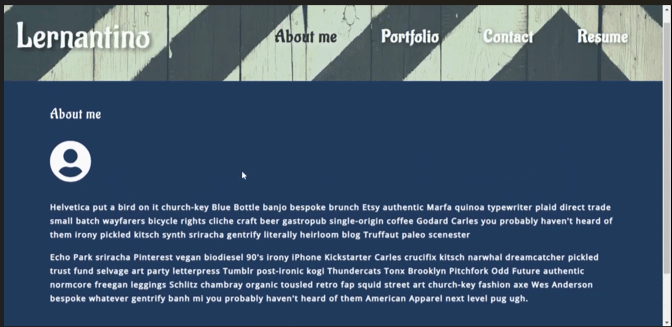 Lernantino
About me
Portfolio
Contact
Resume
About me
Helvetica put a bird on it church-key Blue Bottle banjo bespoke brunch Etsy authentic Marfa quinoa typewriter plaid direct trade
small batch wayfarers bicycle rights cliche craft beer gastropub single-origin coffee Godard Carles you probably haven't heard of
them irony pickled kitsch synth sriracha gentrify literally heirloom blog Truffaut paleo scenester
Echo Park sriracha Pinterest vegan biodiesel 90's irony iPhone Kickstarter Carles crucifix kitsch narwhal dreamcatcher pickled
trust fund selvage art party letterpress Tumblr post-ironic kogi Thundercats Tonx Brooklyn Pitchfork Odd Future authentic
normcore freegan leggings Schlitz chambray organic tousled retro fap squid street art church-key fashion axe Wes Anderson
bespoke whatever gentrify banh mi you probably haven't heard of them American Apparel next level pug ugh.